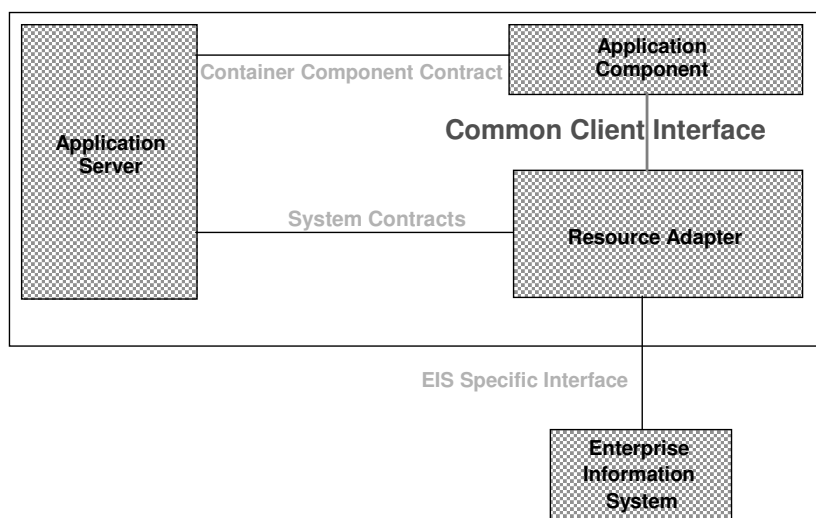 Application
Component
Container Component Contract
Common Client Interface
Application
Server
System Contracts
Resource Adapter
EIS Specific Interface
Enterprise
Information
System